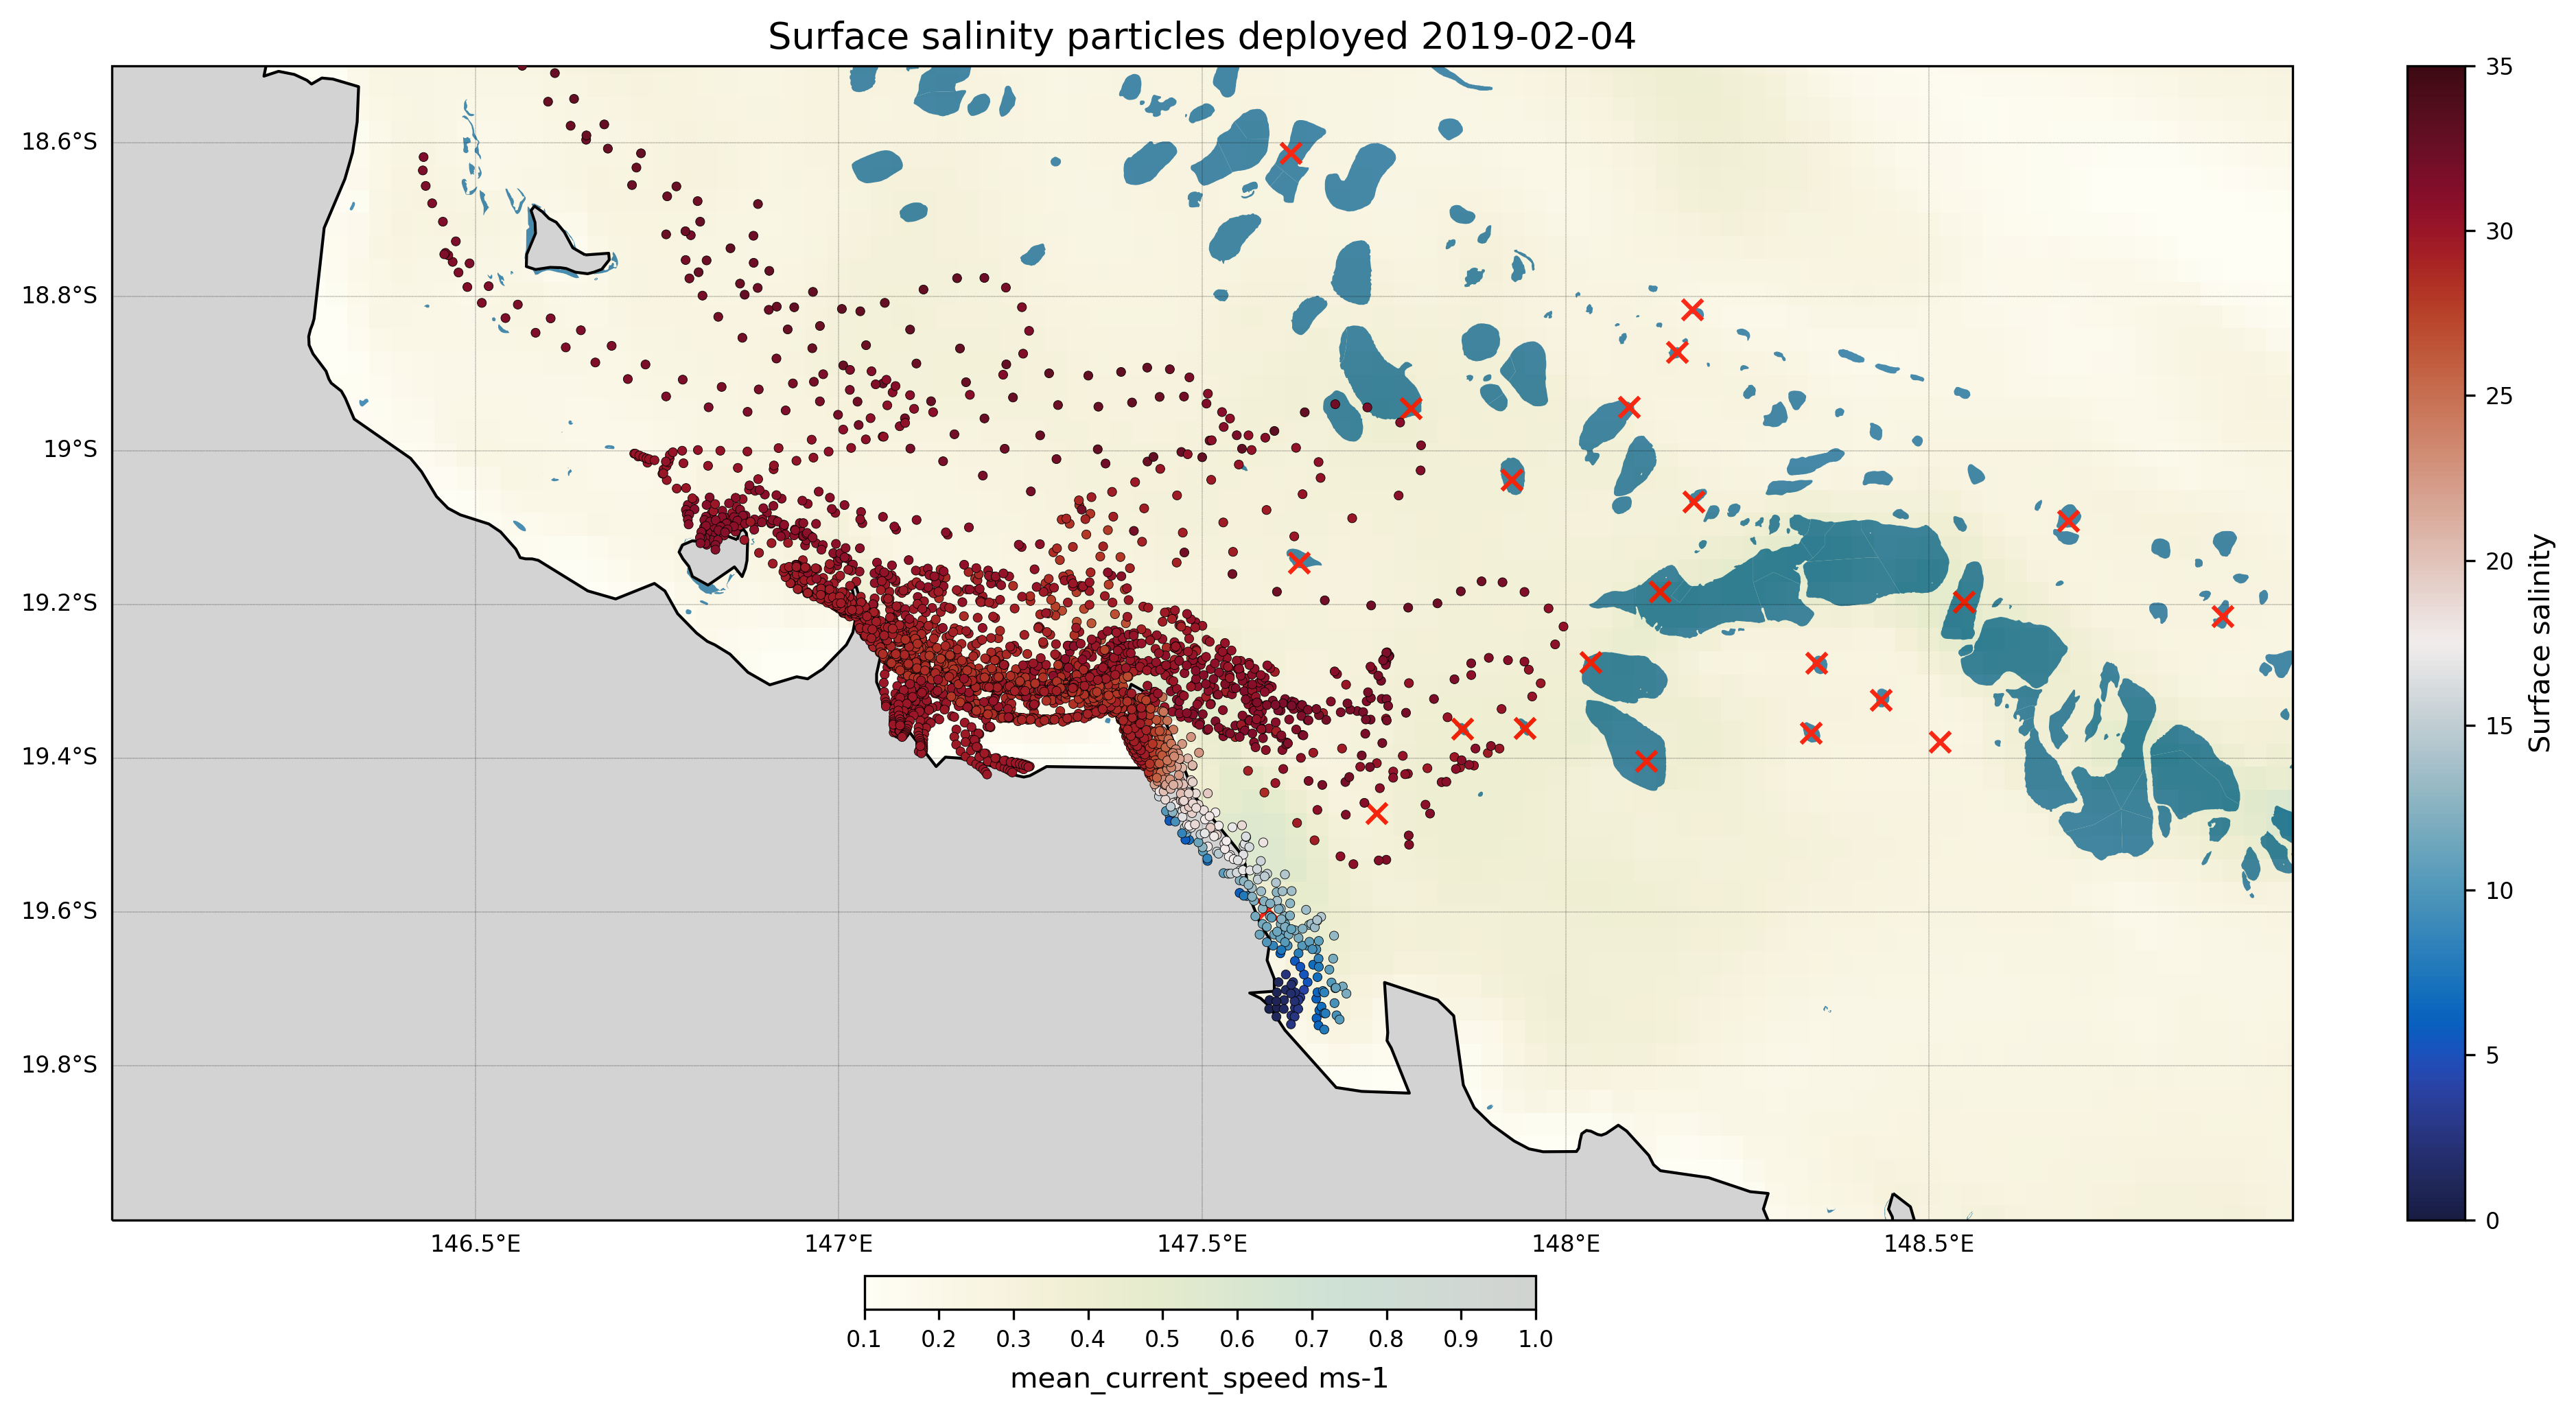 Surface salinity particles deployed 2019-02-04
18.6°S
18.8°S
19°S
19.2°S
19.4°S
19.6°S
19.8°S
146.5°E 147°E 147.5°E 148°E 148.5°E
35
30
25
20
15
10
5
0
Surface salinity
0.1 0.2 0.3 0.4 0.5 0.6 0.7 0.8 0.9 1.0
mean_current_speed ms-1